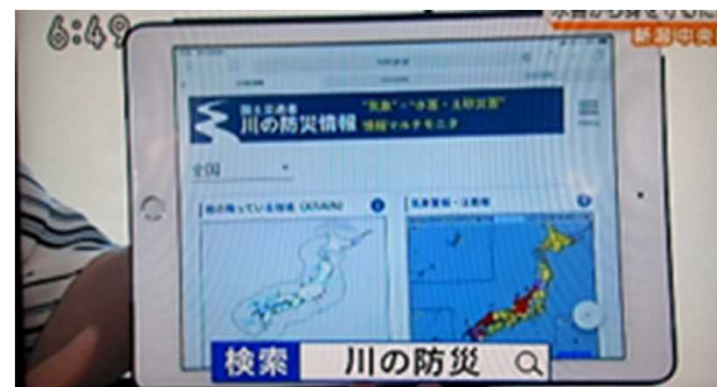 6:49
水害から身を守るに
新潟中央
国土交通省
川の防災情報
"気象"×"水害・土砂災害"
情報マルチモニタ
全国
雨の降っている地域（XRAIN）
気象警報・注意報
検索 川の防災